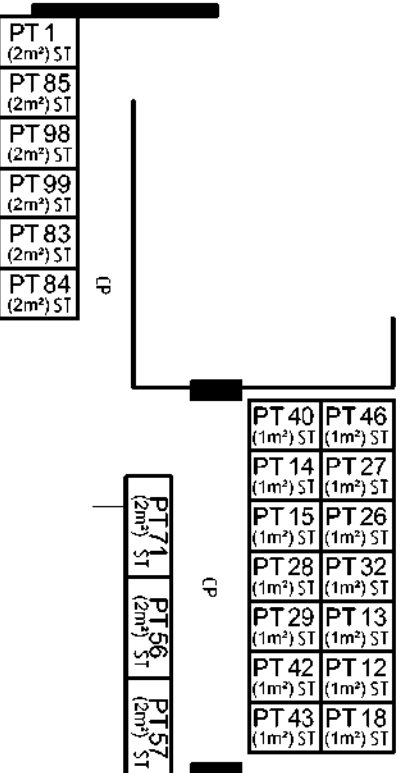 PT 1
(2m²) ST
PT 85
(2m²) ST
PT 98
(2m²) ST
PT 99
(2m²) ST
PT 83
(2m²) ST
PT 84
(2m²) ST
CP
PT 40 PT 46
(1m²) ST (1m²) ST
PT 14 PT 27
(1m²) ST (1m²) ST
PT 15 PT 26
(1m²) ST (1m²) ST
PT 28 PT 32
(1m²) ST (1m²) ST
PT 29 PT 13
(1m²) ST (1m²) ST
PT 42 PT 12
(1m²) ST (1m²) ST
PT 43 PT 18
(1m²) ST (1m²) ST
PT 71
(2m²) ST
PT 56
(2m²) ST
PT 57
(2m²) ST
CP